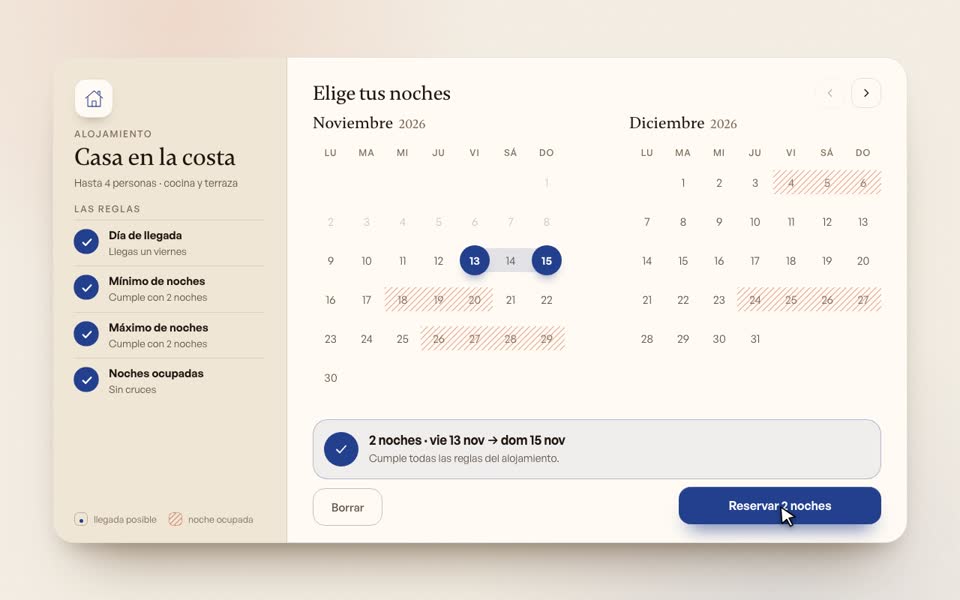 ALOJAMIENTO
Casa en la costa
Hasta 4 personas · cocina y terraza
LAS REGLAS
Día de llegada
Llegas un viernes
Mínimo de noches
Cumple con 2 noches
Máximo de noches
Cumple con 2 noches
Noches ocupadas
Sin cruces
llegada posible noche ocupada
Elige tus noches
Noviembre 2026
LU MA MI JU VI SÁ DO
1
2 3 4 5 6 7 8
9 10 11 12 13 14 15
16 17 18 19 20 21 22
23 24 25 26 27 28 29
30
Diciembre 2026
LU MA MI JU VI SÁ DO
1 2 3 4 5 6
7 8 9 10 11 12 13
14 15 16 17 18 19 20
21 22 23 24 25 26 27
28 29 30 31
2 noches · vie 13 nov → dom 15 nov
Cumple todas las reglas del alojamiento.
Borrar
Reservar 2 noches